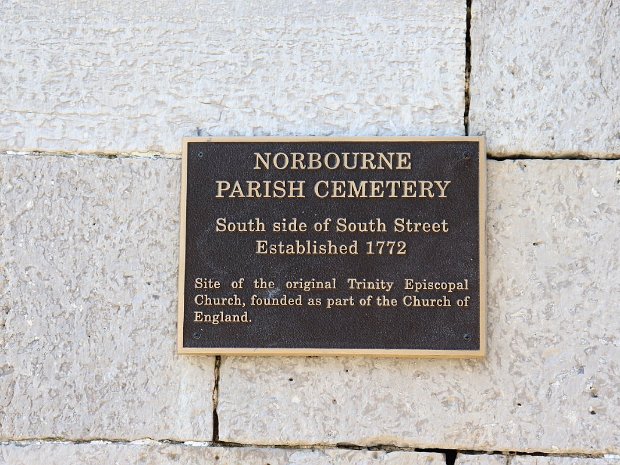 NORBOURNE
PARISH CEMETERY
South side of South Street
Established 1772
Site of the original Trinity Episcopal
Church, founded as part of the Church of
England.